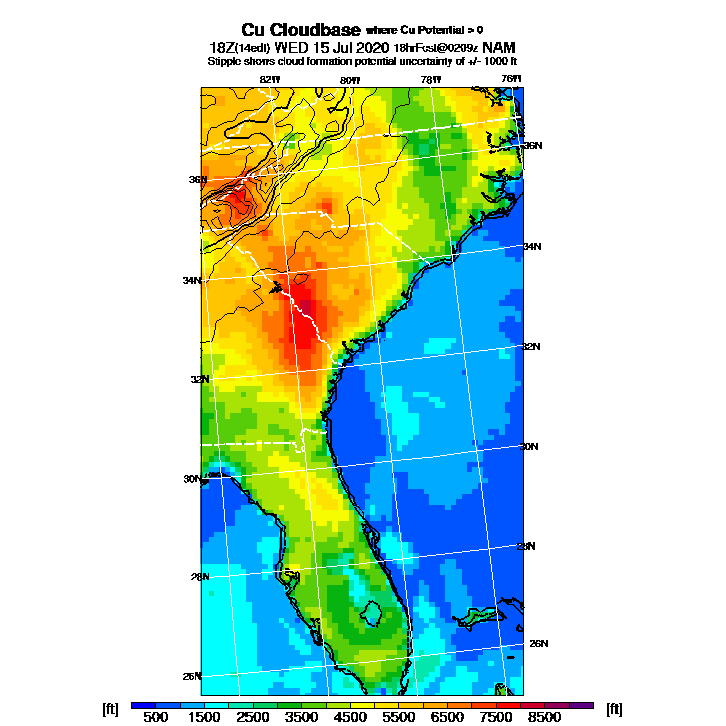 Cu Cloudbase where Cu Potential > 0
18Z(14edt) WED 15 Jul 2020 18hrFcst@0209z NAM
Stipple shows cloud formation potential uncertainty of +/- 1000 ft
82W 80W 78W 76W
36N
36N
34N
34N
32N
32N
30N
30N
28N
28N
26N
26N
[ft] 500 1500 2500 3500 4500 5500 6500 7500 8500 [ft]